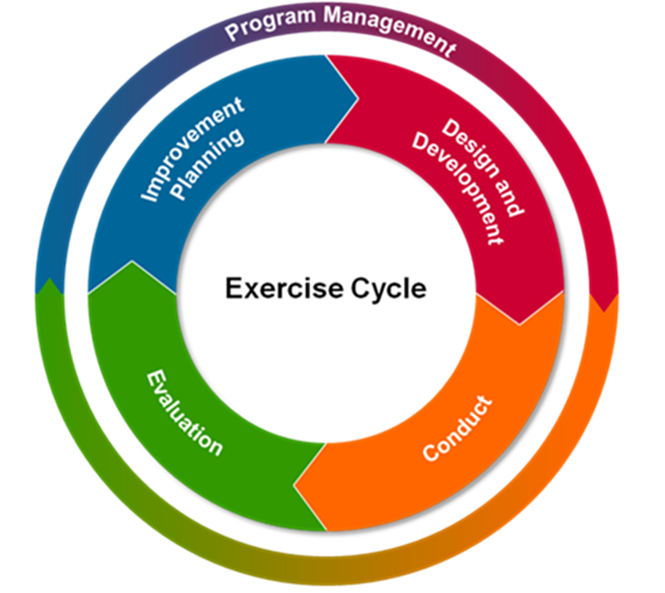 Program Management
Improvement
Planning
Design and
Development
Exercise Cycle
Evaluation
Conduct